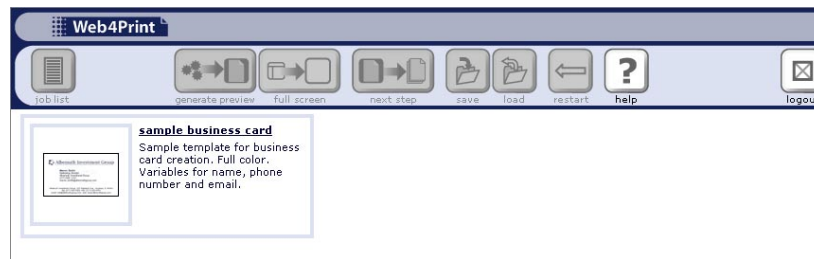 Web4Print
job list
generate preview
full screen
next step
save
load
restart
help
logou
sample business card
Sample template for business
card creation. Full color.
Variables for name, phone
number and email.